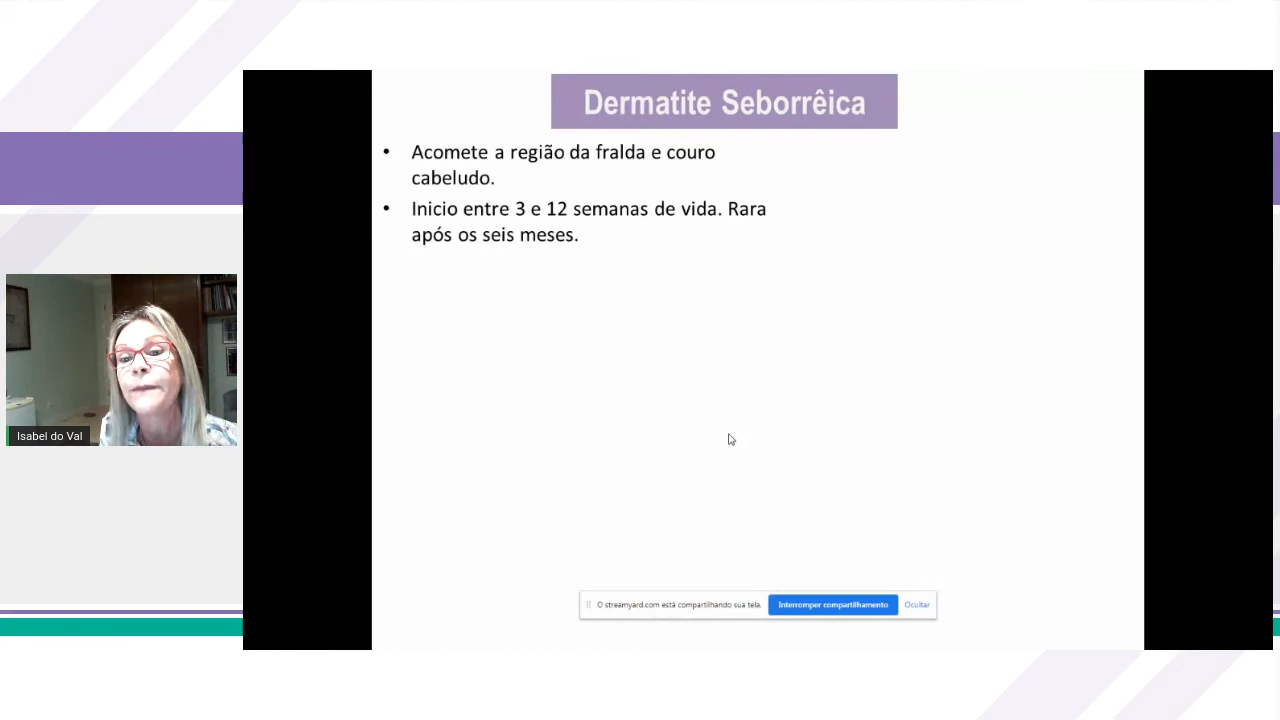 Dermatite Seborrêica
• Acomete a região da fralda e couro
cabeludo.
• Inicio entre 3 e 12 semanas de vida. Rara
após os seis meses.
Isabel do Val
O streamyard.com está compartilhando sua tela.
Interromper compartilhamento
Ocultar